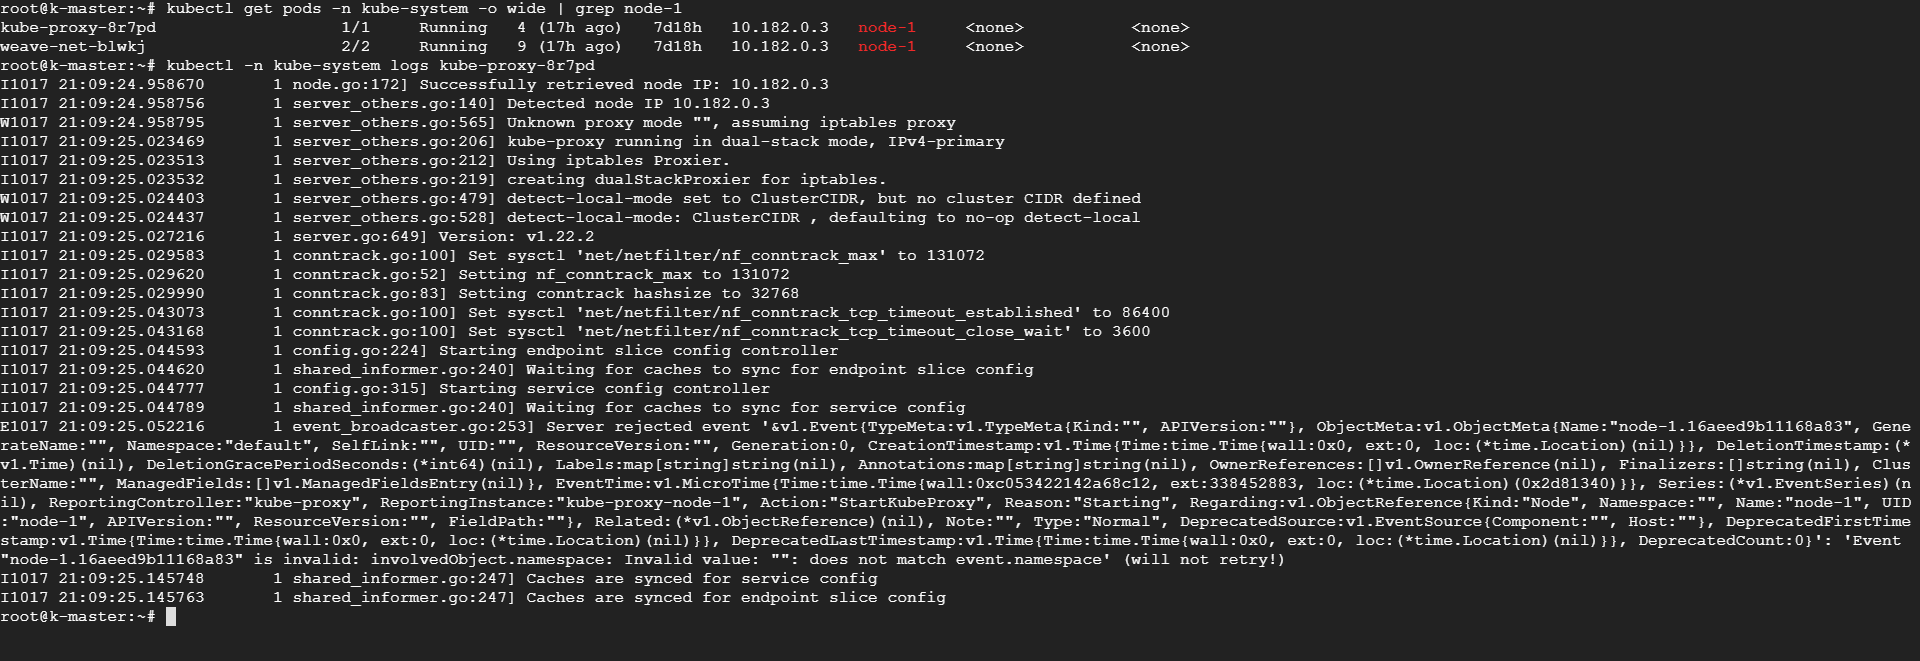 root@k-master:~# kubectl get pods -n kube-system -o wide | grep node-1
kube-proxy-8r7pd                   1/1     Running   4 (17h ago)   7d18h   10.182.0.3   node-1     <none>           <none>
weave-net-blwkj                    2/2     Running   9 (17h ago)   7d18h   10.182.0.3   node-1     <none>           <none>
root@k-master:~# kubectl -n kube-system logs kube-proxy-8r7pd
I1017 21:09:24.958670       1 node.go:172] Successfully retrieved node IP: 10.182.0.3
I1017 21:09:24.958756       1 server_others.go:140] Detected node IP 10.182.0.3
W1017 21:09:24.958795       1 server_others.go:565] Unknown proxy mode "", assuming iptables proxy
I1017 21:09:25.023469       1 server_others.go:206] kube-proxy running in dual-stack mode, IPv4-primary
I1017 21:09:25.023513       1 server_others.go:212] Using iptables Proxier.
I1017 21:09:25.023532       1 server_others.go:219] creating dualStackProxier for iptables.
W1017 21:09:25.024403       1 server_others.go:479] detect-local-mode set to ClusterCIDR, but no cluster CIDR defined
W1017 21:09:25.024437       1 server_others.go:528] detect-local-mode: ClusterCIDR , defaulting to no-op detect-local
I1017 21:09:25.027216       1 server.go:649] Version: v1.22.2
I1017 21:09:25.029583       1 conntrack.go:100] Set sysctl 'net/netfilter/nf_conntrack_max' to 131072
I1017 21:09:25.029620       1 conntrack.go:52] Setting nf_conntrack_max to 131072
I1017 21:09:25.029990       1 conntrack.go:83] Setting conntrack hashsize to 32768
I1017 21:09:25.043073       1 conntrack.go:100] Set sysctl 'net/netfilter/nf_conntrack_tcp_timeout_established' to 86400
I1017 21:09:25.043168       1 conntrack.go:100] Set sysctl 'net/netfilter/nf_conntrack_tcp_timeout_close_wait' to 3600
I1017 21:09:25.044593       1 config.go:224] Starting endpoint slice config controller
I1017 21:09:25.044620       1 shared_informer.go:240] Waiting for caches to sync for endpoint slice config
I1017 21:09:25.044777       1 config.go:315] Starting service config controller
I1017 21:09:25.044789       1 shared_informer.go:240] Waiting for caches to sync for service config
E1017 21:09:25.052216       1 event_broadcaster.go:253] Server rejected event '&v1.Event{TypeMeta:v1.TypeMeta{Kind:"", APIVersion:""}, ObjectMeta:v1.ObjectMeta{Name:"node-1.16aeed9b11168a83", Gene
rateName:"", Namespace:"default", SelfLink:"", UID:"", ResourceVersion:"", Generation:0, CreationTimestamp:v1.Time{Time:time.Time{wall:0x0, ext:0, loc:(*time.Location)(nil)}}, DeletionTimestamp:(*
v1.Time)(nil), DeletionGracePeriodSeconds:(*int64)(nil), Labels:map[string]string(nil), Annotations:map[string]string(nil), OwnerReferences:[]v1.OwnerReference(nil), Finalizers:[]string(nil), Clus
terName:"", ManagedFields:[]v1.ManagedFieldsEntry(nil)}, EventTime:v1.MicroTime{Time:time.Time{wall:0xc053422142a68c12, ext:338452883, loc:(*time.Location)(0x2d81340)}}, Series:(*v1.EventSeries)(n
il), ReportingController:"kube-proxy", ReportingInstance:"kube-proxy-node-1", Action:"StartKubeProxy", Reason:"Starting", Regarding:v1.ObjectReference{Kind:"Node", Namespace:"", Name:"node-1", UID
:"node-1", APIVersion:"", ResourceVersion:"", FieldPath:""}, Related:(*v1.ObjectReference)(nil), Note:"", Type:"Normal", DeprecatedSource:v1.EventSource{Component:"", Host:""}, DeprecatedFirstTime
stamp:v1.Time{Time:time.Time{wall:0x0, ext:0, loc:(*time.Location)(nil)}}, DeprecatedLastTimestamp:v1.Time{Time:time.Time{wall:0x0, ext:0, loc:(*time.Location)(nil)}}, DeprecatedCount:0}': 'Event
"node-1.16aeed9b11168a83" is invalid: involvedObject.namespace: Invalid value: "": does not match event.namespace' (will not retry!)
I1017 21:09:25.145748       1 shared_informer.go:247] Caches are synced for service config
I1017 21:09:25.145763       1 shared_informer.go:247] Caches are synced for endpoint slice config
root@k-master:~#